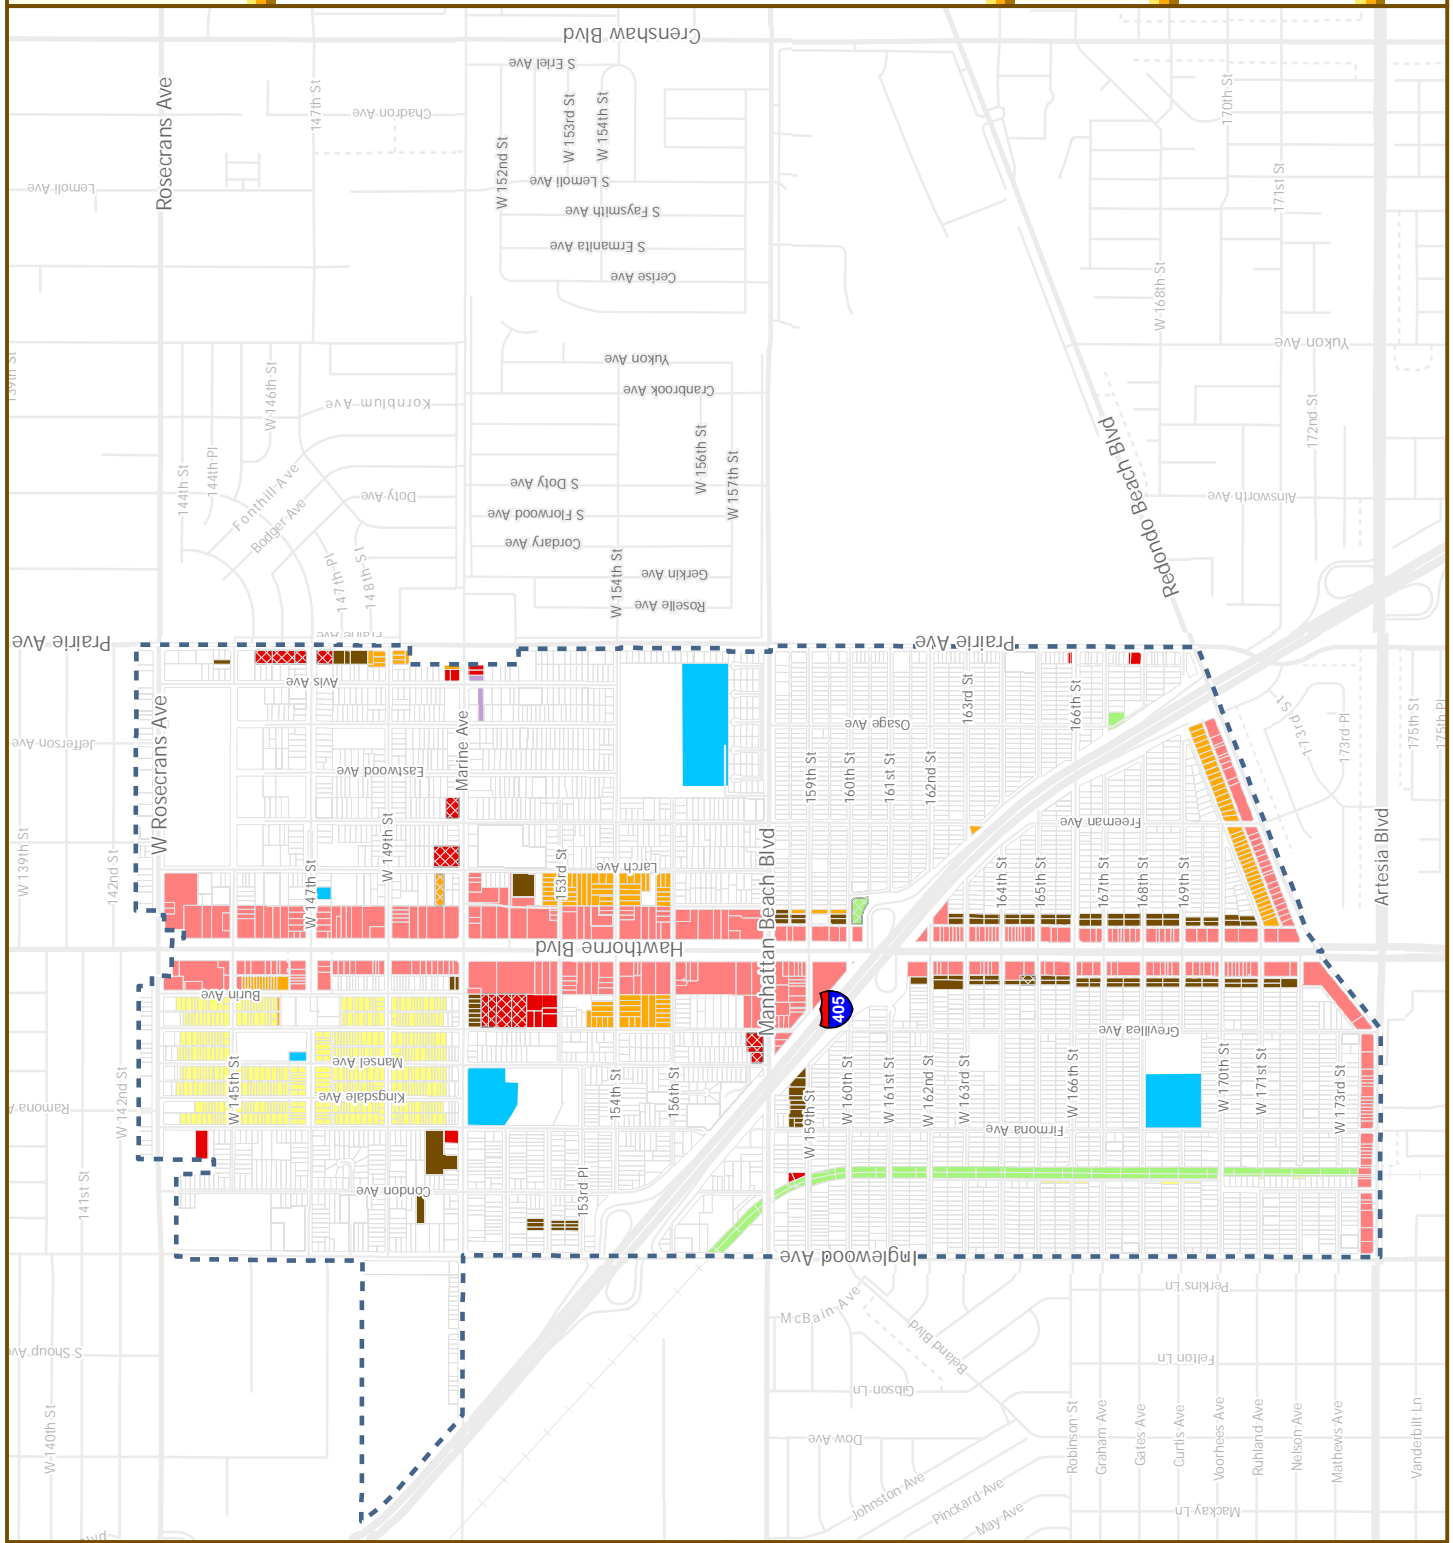 Crenshaw Blvd
S Eriel Ave
Rosecrans Ave
147th St
Chadron Ave
W 153rd St
W 154th St
170th St
W 152nd St
Lemoli Ave
S Lemoli Ave
171st St
S Faysmith Ave
S Ermanita Ave
Cerise Ave
W 168th St
Yukon Ave
Yukon Ave
139th St
W 146th St
Kornblum Ave
Cranbrook Ave
172nd St
W 156th St
144th St
144th Pl
Fonthill Ave
Doty Ave
S Doty Ave
W 157th St
Redondo Beach Blvd
Ainsworth Ave
Bodger Ave
S Florwood Ave
Cordary Ave
147th Pl
148th St
W 154th St
Gerkin Ave
Roselle Ave
Prairie Ave
Prairie Ave
Prairie Ave
Avis Ave
163rd St
166th St
W Rosecrans Ave
Jefferson Ave
Marine Ave
Osage Ave
173rd St
173rd Pl
175th St
175th Pl
Eastwood Ave
159th St
160th St
161st St
162nd St
W 139th St
142nd St
W 149th St
Freeman Ave
Artesia Blvd
W 147th St
153rd St
Larch Ave
Manhattan Beach Blvd
164th St
165th St
167th St
168th St
169th St
Hawthorne Blvd
Burin Ave
405
Grevillea Ave
W 142nd St
W 145th St
Mansel Ave
Kingsdale Ave
154th St
156th St
W 159th St
W 160th St
W 161st St
W 162nd St
W 163rd St
W 166th St
W 170th St
W 171st St
W 173rd St
Ramona A
Firmona Ave
141st St
Condon Ave
153rd Pl
Inglewood Ave
McBain Ave
Perkins Ln
S Shoup Ave
Beland Blvd
Felton Ln
Gibson Ln
W 140th St
Dow Ave
Robinson St
Graham Ave
Gates Ave
Curtis Ave
Voorhees Ave
Ruhland Ave
Nelson Ave
Mathews Ave
Vanderbilt Ln
Johnston Ave
Pinckard Ave
May Ave
Mackay Ln
lvd